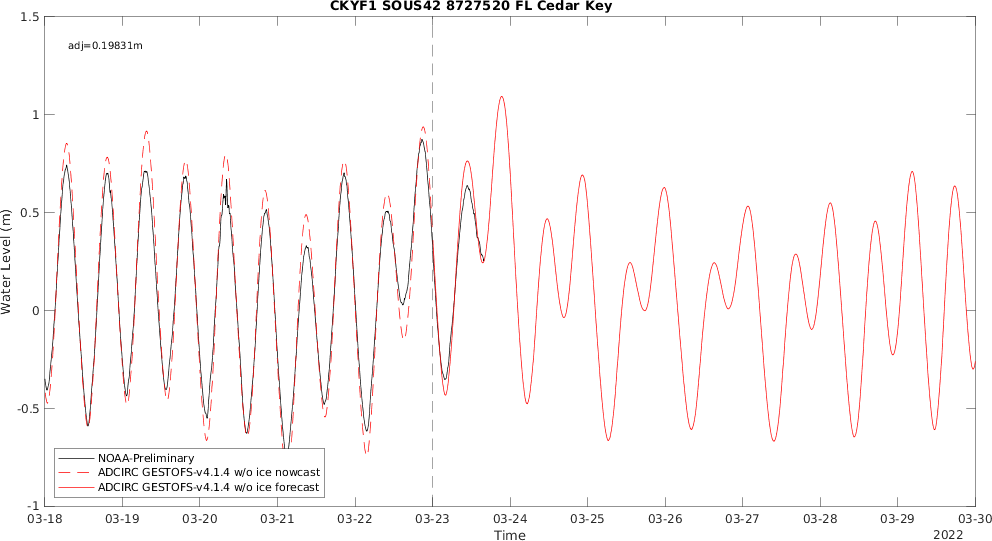 CKYF1 SOUS42 8727520 FL Cedar Key
1.5
adj=0.19831m
1
0.5
Water Level (m)
0
-0.5
NOAA-Preliminary
ADCIRC GESTOFS-v4.1.4 w/o ice nowcast
ADCIRC GESTOFS-v4.1.4 w/o ice forecast
-1
03-18 03-19 03-20 03-21 03-22 03-23 03-24 03-25 03-26 03-27 03-28 03-29 03-30
Time
2022